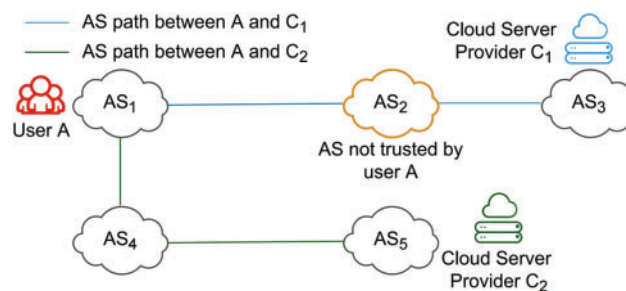 AS path between A and C1
AS path between A and C2
Cloud Server
Provider C1
AS1
AS2
AS3
User A
AS not trusted by
user A
AS4
AS5
Cloud Server
Provider C2